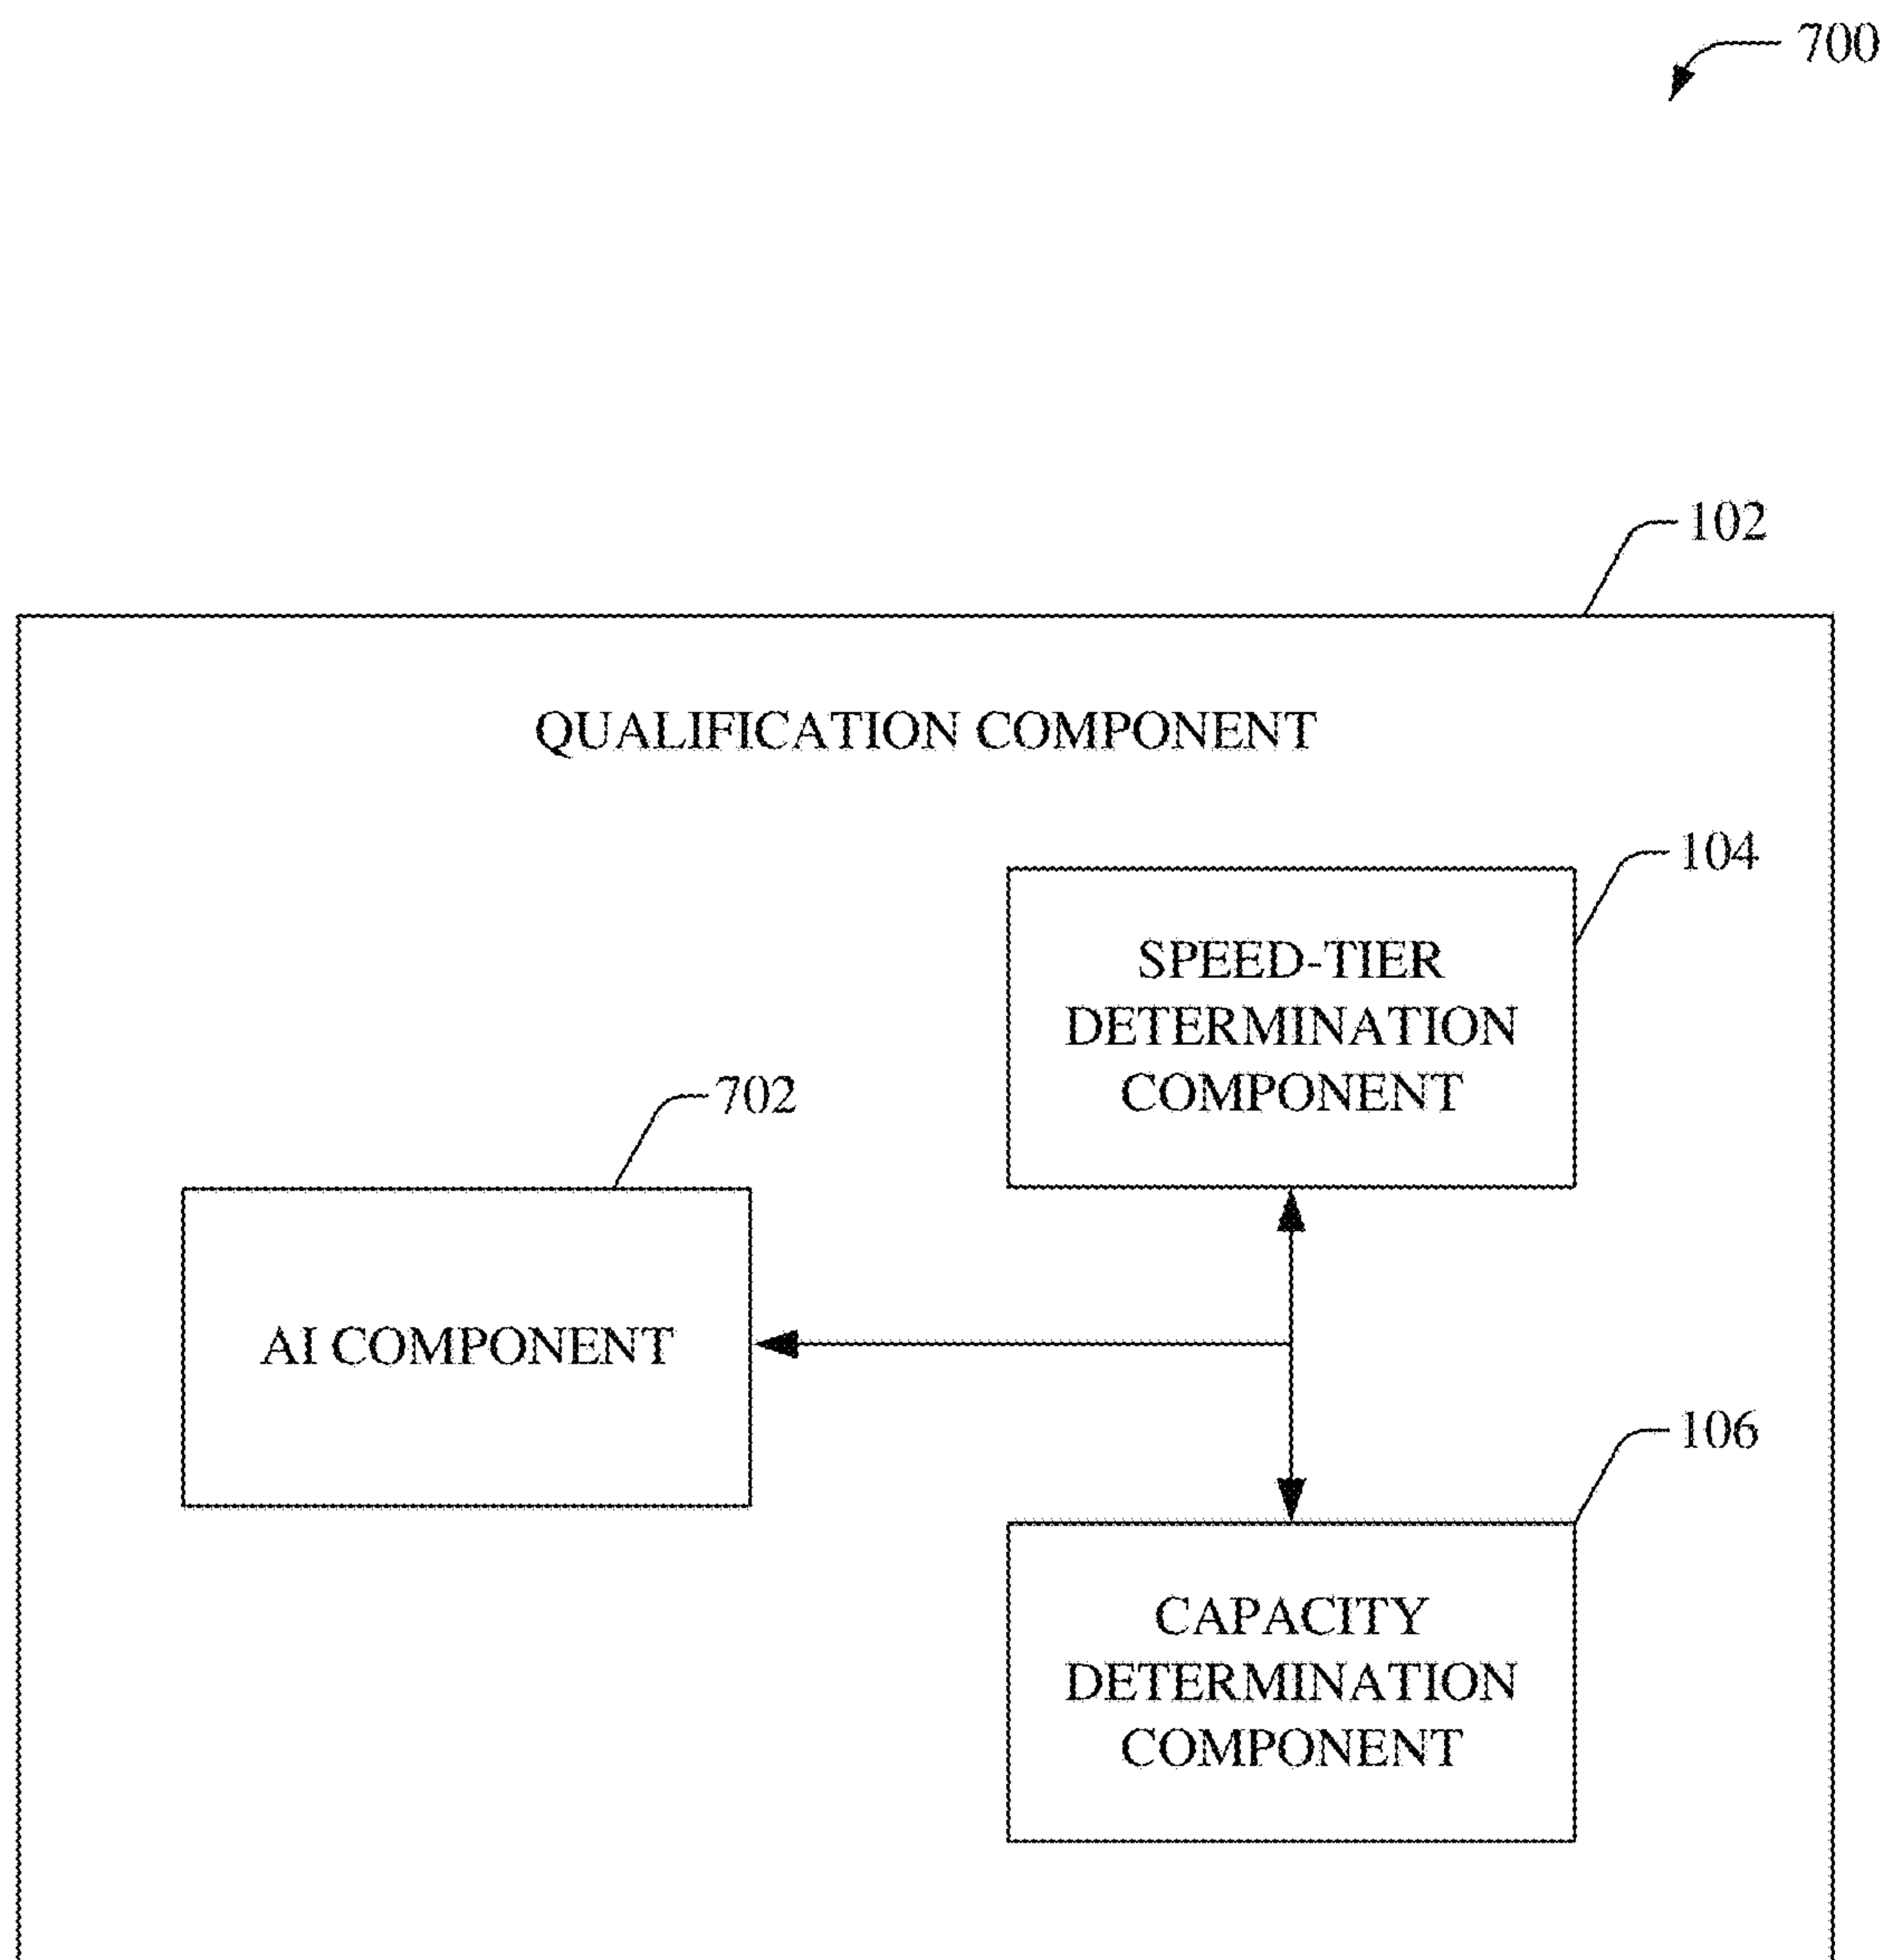 700
102
QUALIFICATION COMPONENT
104
SPEED-TIER
DETERMINATION
COMPONENT
702
AI COMPONENT
106
CAPACITY
DETERMINATION
COMPONENT